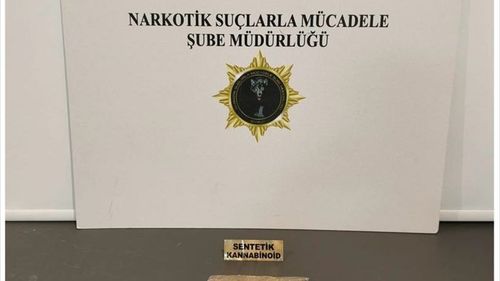 NARKOTİK SUÇLARLA MÜCADELE
ŞUBE MÜDÜRLÜĞÜ
SENTETİK
KANNABİNOİD